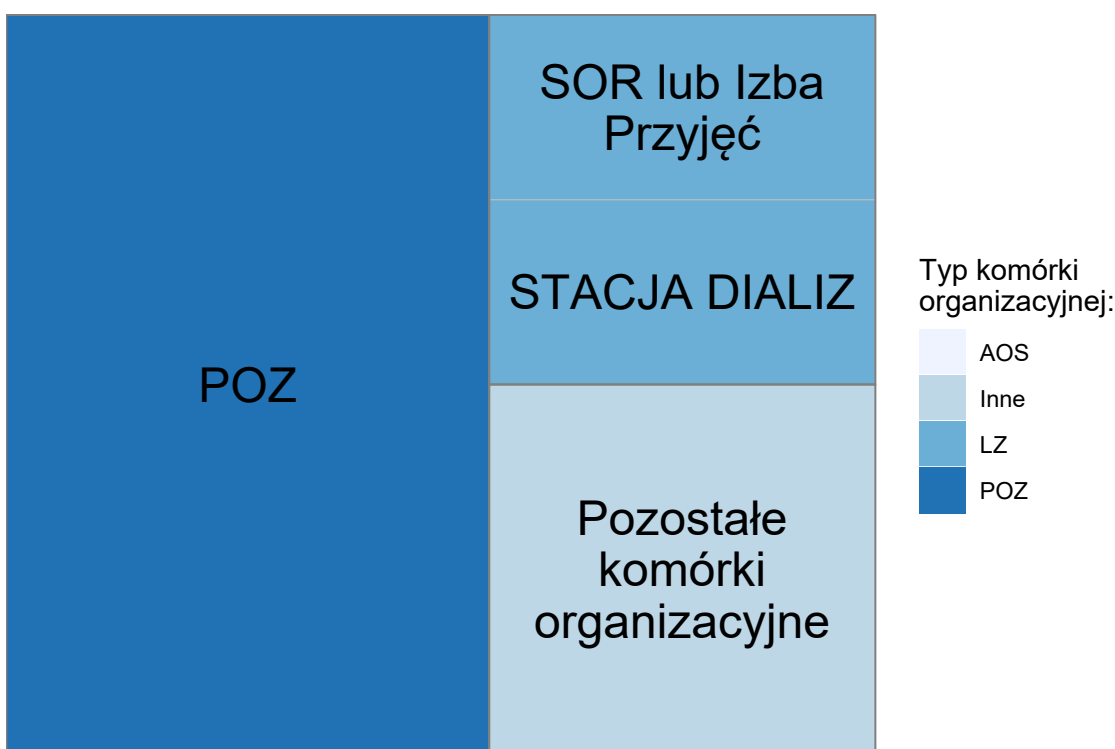 SOR lub Izba
Przyjęć
STACJA DIALIZ
POZ
Pozostałe
komórki
organizacyjne
Typ komórki
organizacyjnej:
AOS
Inne
LZ
POZ